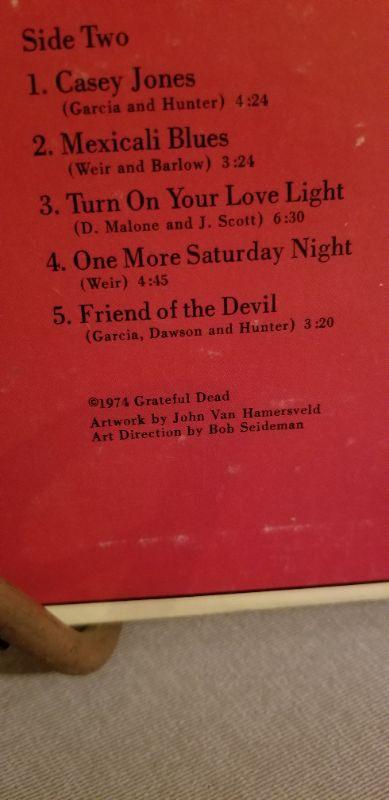 Side Two
1. Casey Jones
(Garcia and Hunter) 4:24
2. Mexicali Blues
(Weir and Barlow) 3:24
3. Turn On Your Love Light
(D. Malone and J. Scott) 6:30
4. One More Saturday Night
(Weir) 4:45
5. Friend of the Devil
(Garcia, Dawson and Hunter) 3:20
©1974 Grateful Dead
Artwork by John Van Hamersveld
Art Direction by Bob Seideman